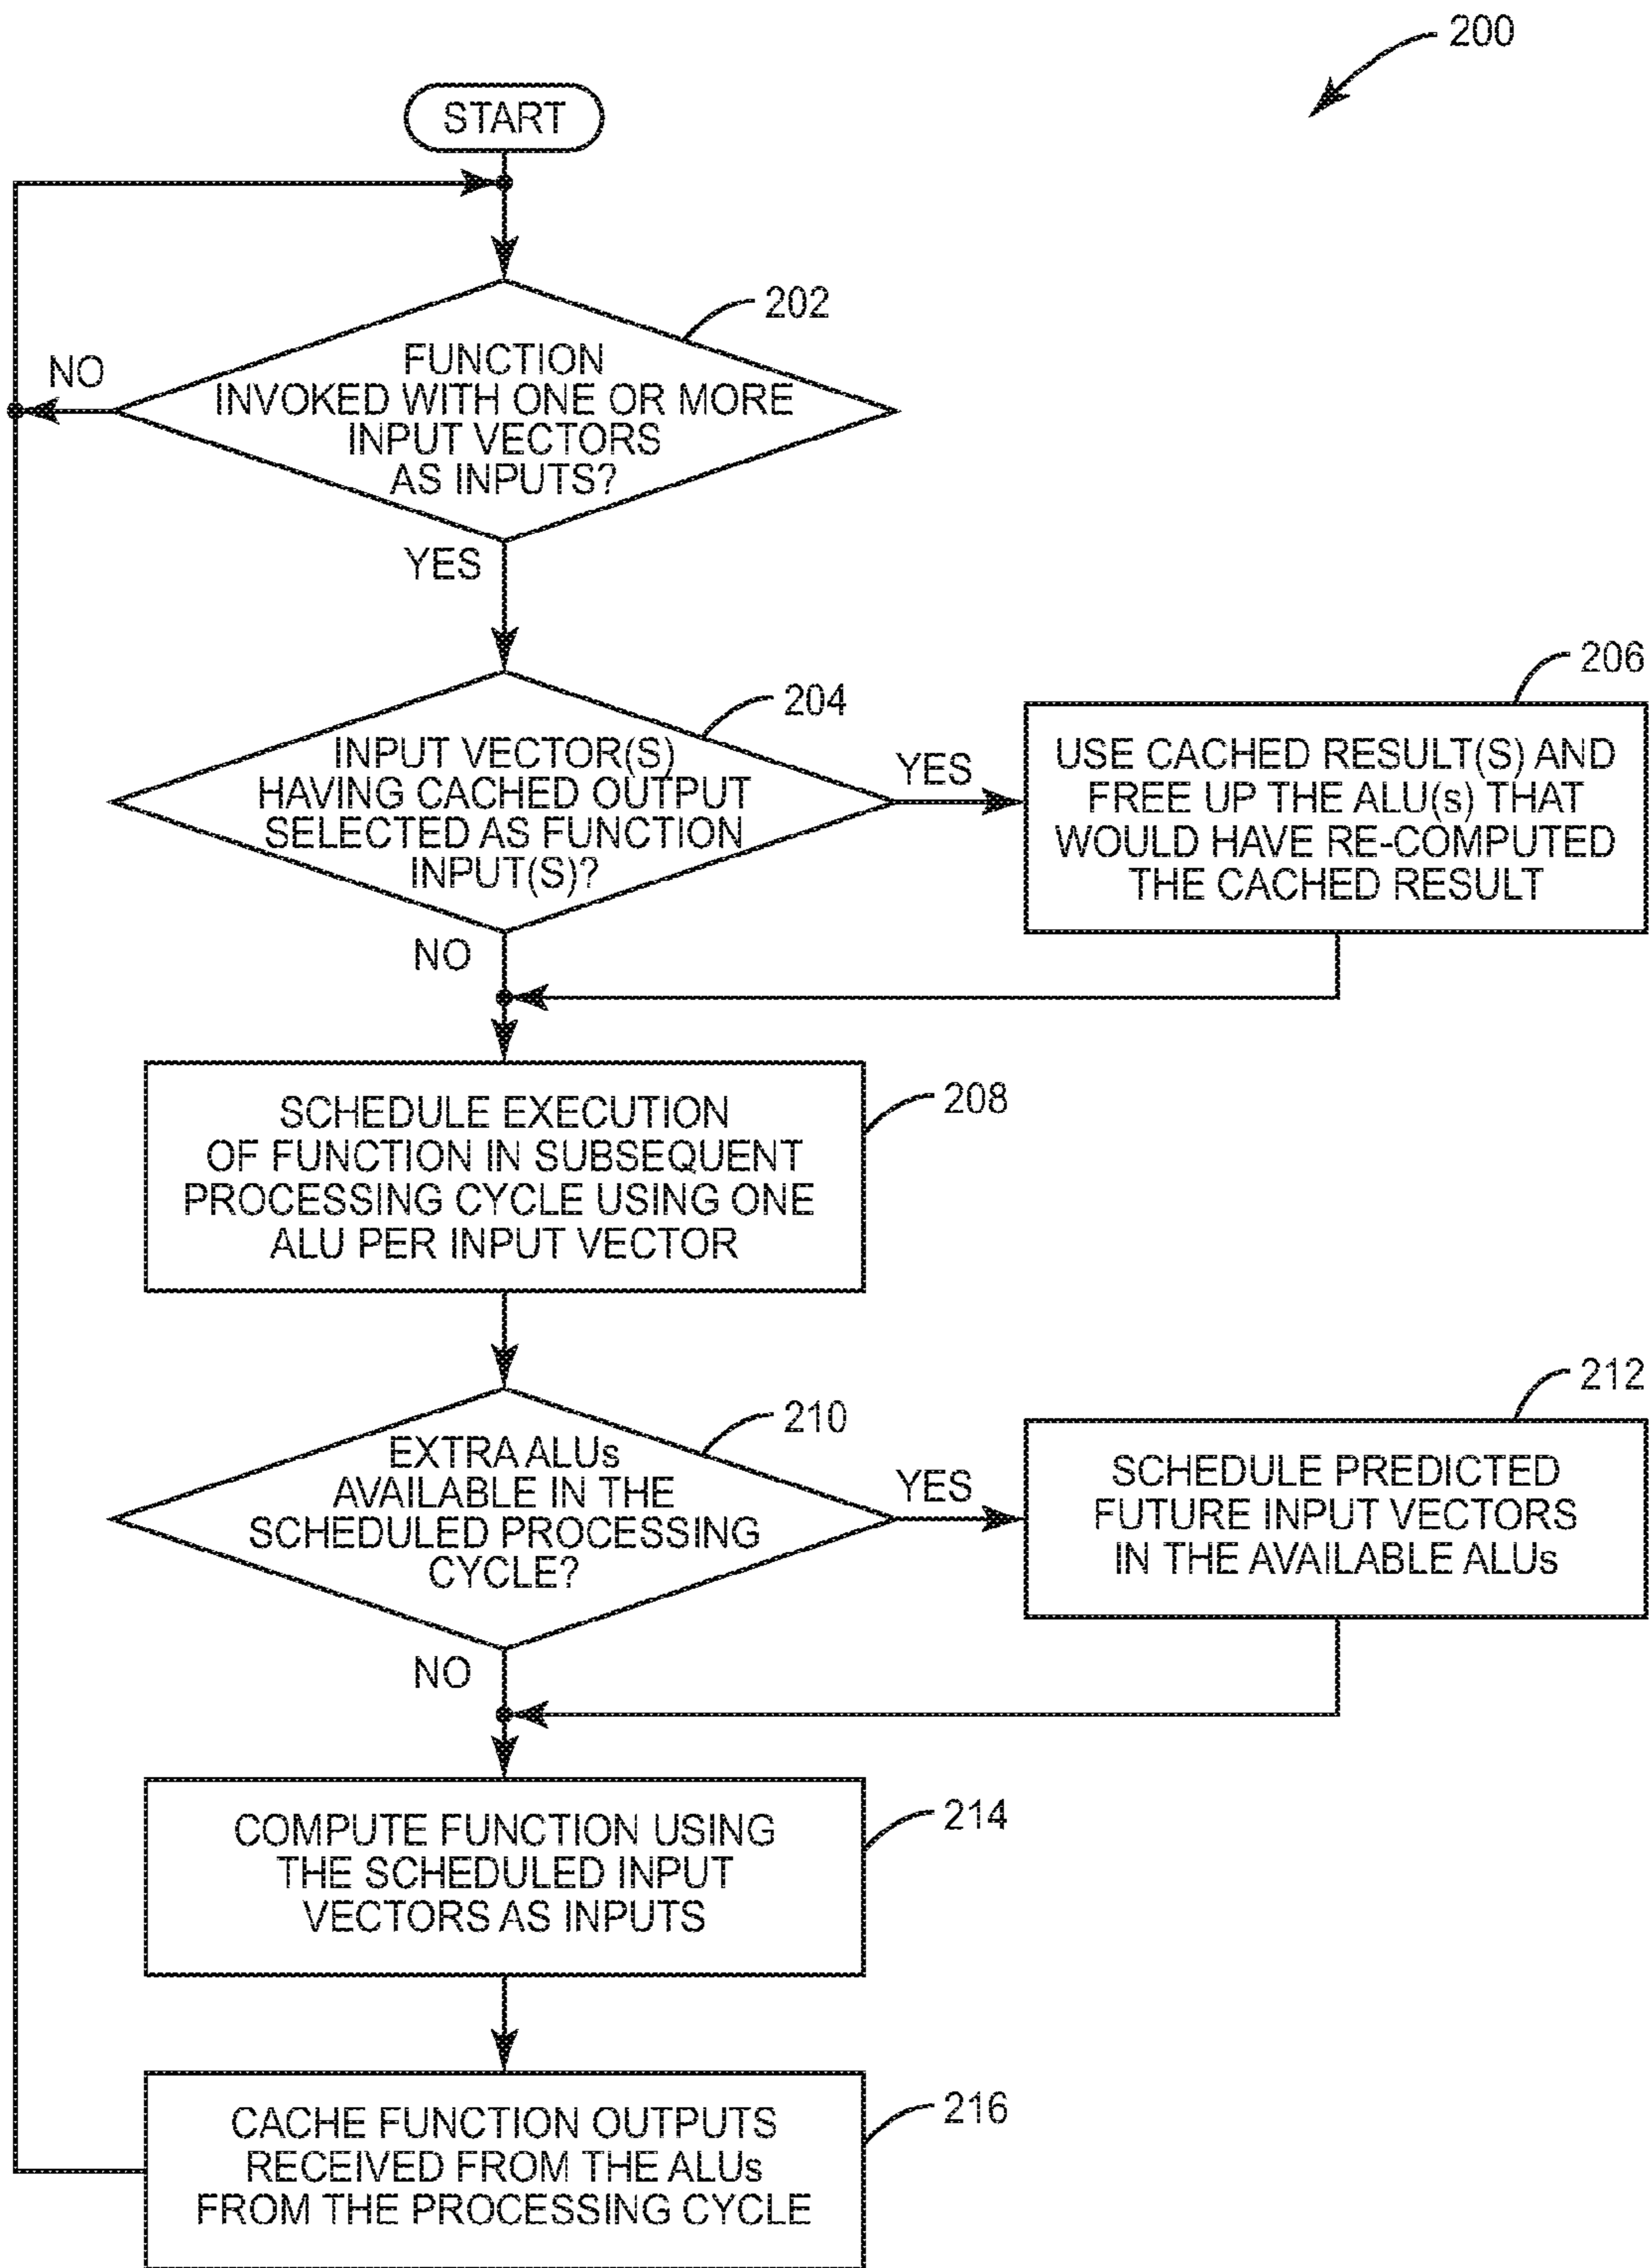 200
START
202
FUNCTION
INVOKED WITH ONE OR MORE
INPUT VECTORS
AS INPUTS?
NO
YES
204
INPUT VECTOR(S)
HAVING CACHED OUTPUT
SELECTED AS FUNCTION
INPUT(S)?
YES
NO
206
USE CACHED RESULT(S) AND
FREE UP THE ALU(s) THAT
WOULD HAVE RE-COMPUTED
THE CACHED RESULT
208
SCHEDULE EXECUTION
OF FUNCTION IN SUBSEQUENT
PROCESSING CYCLE USING ONE
ALU PER INPUT VECTOR
210
EXTRA ALUs
AVAILABLE IN THE
SCHEDULED PROCESSING
CYCLE?
YES
NO
212
SCHEDULE PREDICTED
FUTURE INPUT VECTORS
IN THE AVAILABLE ALUs
214
COMPUTE FUNCTION USING
THE SCHEDULED INPUT
VECTORS AS INPUTS
216
CACHE FUNCTION OUTPUTS
RECEIVED FROM THE ALUs
FROM THE PROCESSING CYCLE